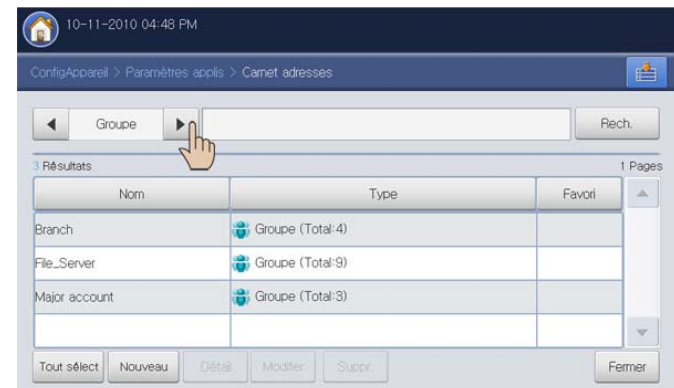 10-11-2010 04:48 PM
ConfigAppareil > Paramètres applis > Carnet adresses
Groupe Rech.
3 Résultats 1 Pages
Nom Type Favori
Branch Groupe (Total:4)
File_Server Groupe (Total:9)
Major account Groupe (Total:3)
Tout sélect Nouveau Détail Modifier Suppr. Fermer